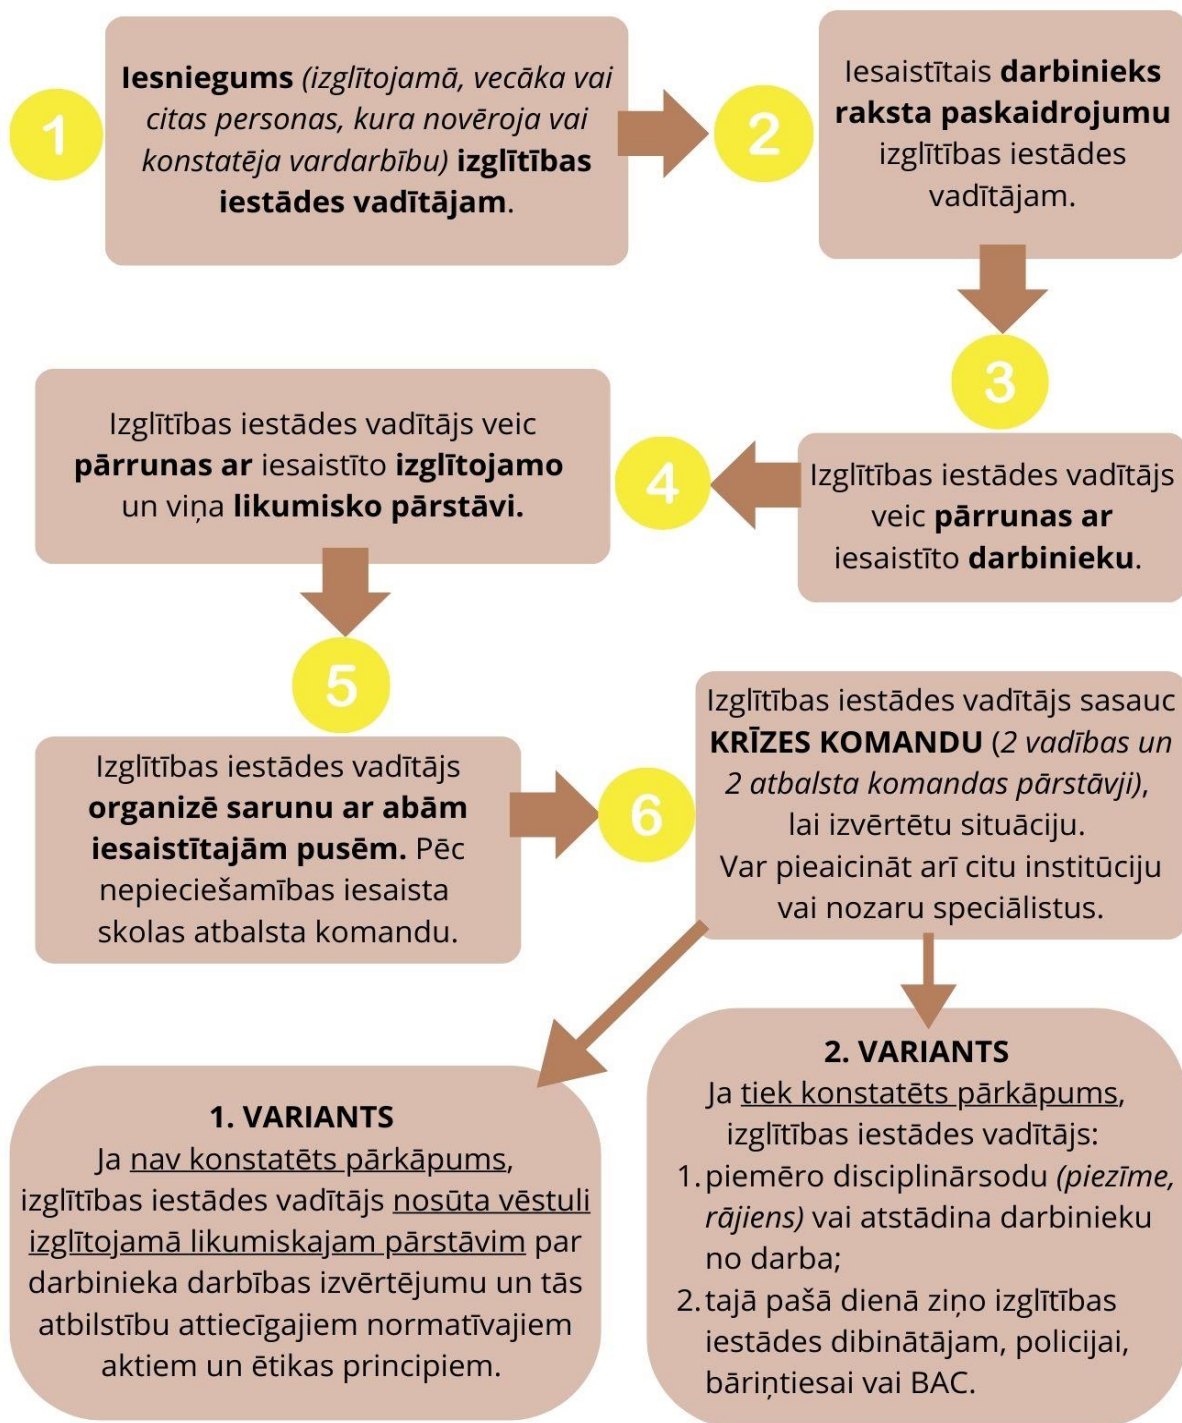 1
Iesniegums (izglītojamā, vecāka vai
citas personas, kura novēroja vai
konstatēja vardarbību) izglītības
iestādes vadītājam.
2
Iesaistītais darbinieks
raksta paskaidrojumu
izglītības iestādes
vadītājam.
3
Izglītības iestādes vadītājs
veic pārrunas ar
iesaistīto darbinieku.
4
Izglītības iestādes vadītājs veic
pārrunas ar iesaistīto izglītojamo
un viņa likumisko pārstāvi.
5
Izglītības iestādes vadītājs
organizē sarunu ar abām
iesaistītajām pusēm. Pēc
nepieciešamības iesaista
skolas atbalsta komandu.
6
Izglītības iestādes vadītājs sasauc
KRĪZES KOMANDU (2 vadības un
2 atbalsta komandas pārstāvji),
lai izvērtētu situāciju.
Var pieaicināt arī citu institūciju
vai nozaru speciālistus.
1. VARIANTS
Ja nav konstatēts pārkāpums,
izglītības iestādes vadītājs nosūta vēstuli
izglītojamā likumiskajam pārstāvim par
darbinieka darbības izvērtējumu un tās
atbilstību attiecīgajiem normatīvajiem
aktiem un ētikas principiem.
2. VARIANTS
Ja tiek konstatēts pārkāpums,
izglītības iestādes vadītājs:
1. piemēro disciplinārsodu (piezīme,
rājiens) vai atstādina darbinieku
no darba;
2. tajā pašā dienā ziņo izglītības
iestādes dibinātājam, policijai,
bāriņtiesai vai BAC.